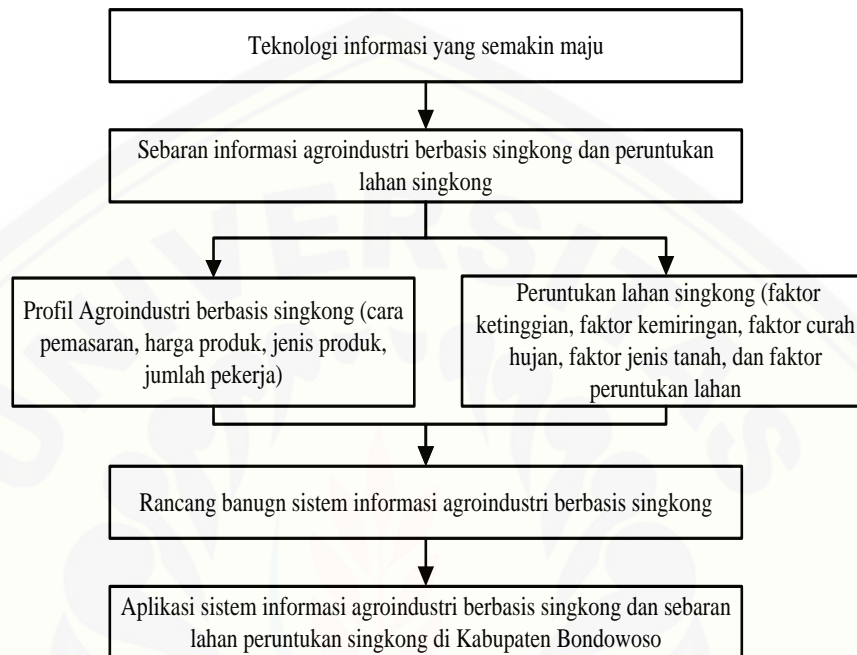 Teknologi informasi yang semakin maju
Sebaran informasi agroindustri berbasis singkong dan peruntukan
lahan singkong
Profil Agroindustri berbasis singkong (cara
pemasaran, harga produk, jenis produk,
jumlah pekerja)
Peruntukan lahan singkong (faktor
ketinggian, faktor kemiringan, faktor curah
hujan, faktor jenis tanah, dan faktor
peruntukan lahan
Rancang banugn sistem informasi agroindustri berbasis singkong
Aplikasi sistem informasi agroindustri berbasis singkong dan sebaran
lahan peruntukan singkong di Kabupaten Bondowoso
UNIVERSITAS